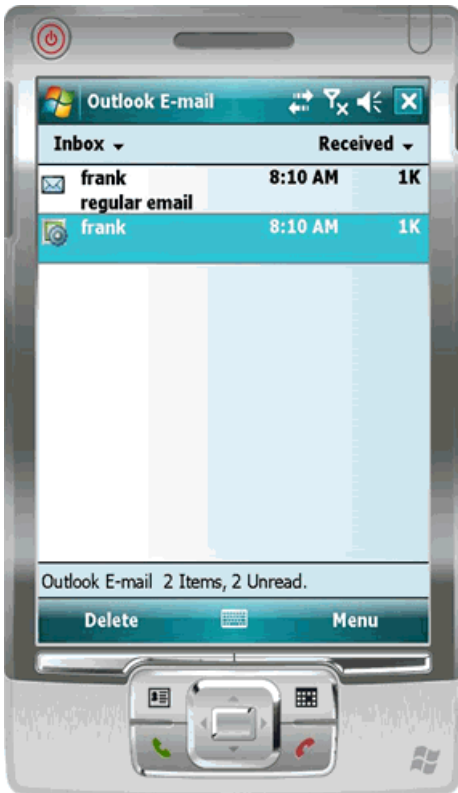 Outlook E-mail
Inbox Received
frank 8:10 AM 1K
regular email
frank 8:10 AM 1K
Outlook E-mail 2 Items, 2 Unread.
Delete Menu